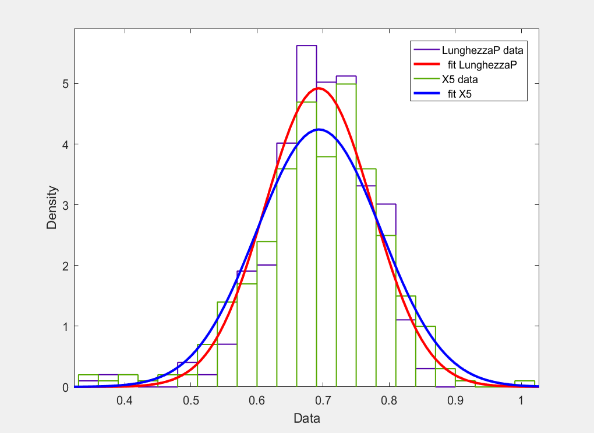 LunghezzaP data
fit LunghezzaP
X5 data
fit X5
5
4
3
2
1
0
Density
0.4 0.5 0.6 0.7 0.8 0.9 1
Data